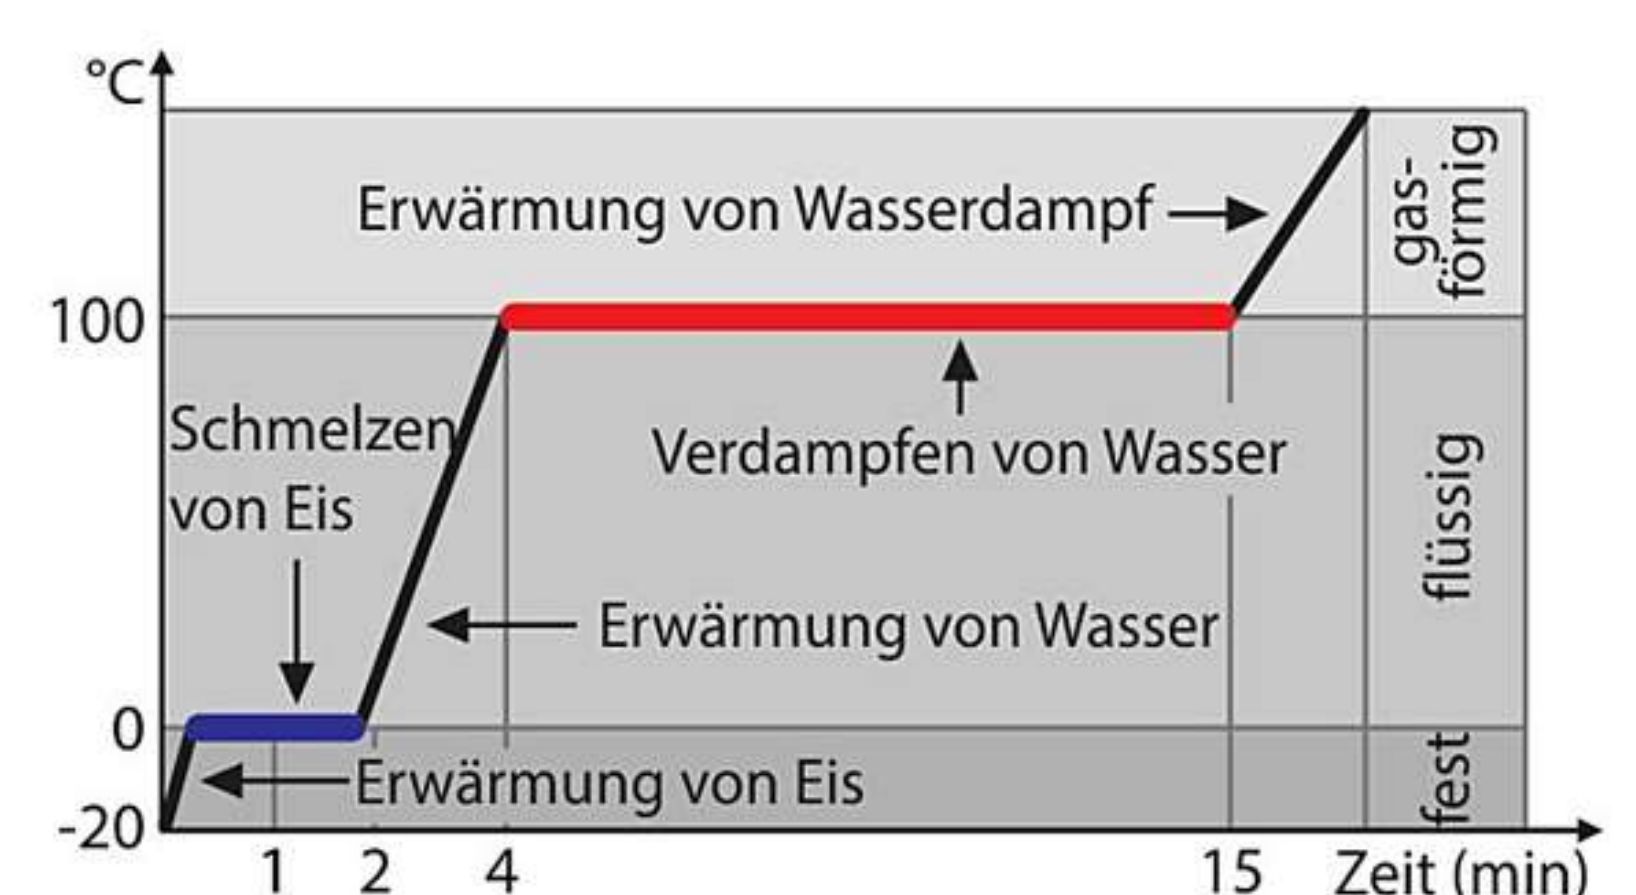 °C
Erwärmung von Wasserdampf
gas-
förmig
100
Schmelzen
von Eis
Verdampfen von Wasser
flüssig
Erwärmung von Wasser
0
Erwärmung von Eis
fest
-20
1 2 4 15 Zeit (min)